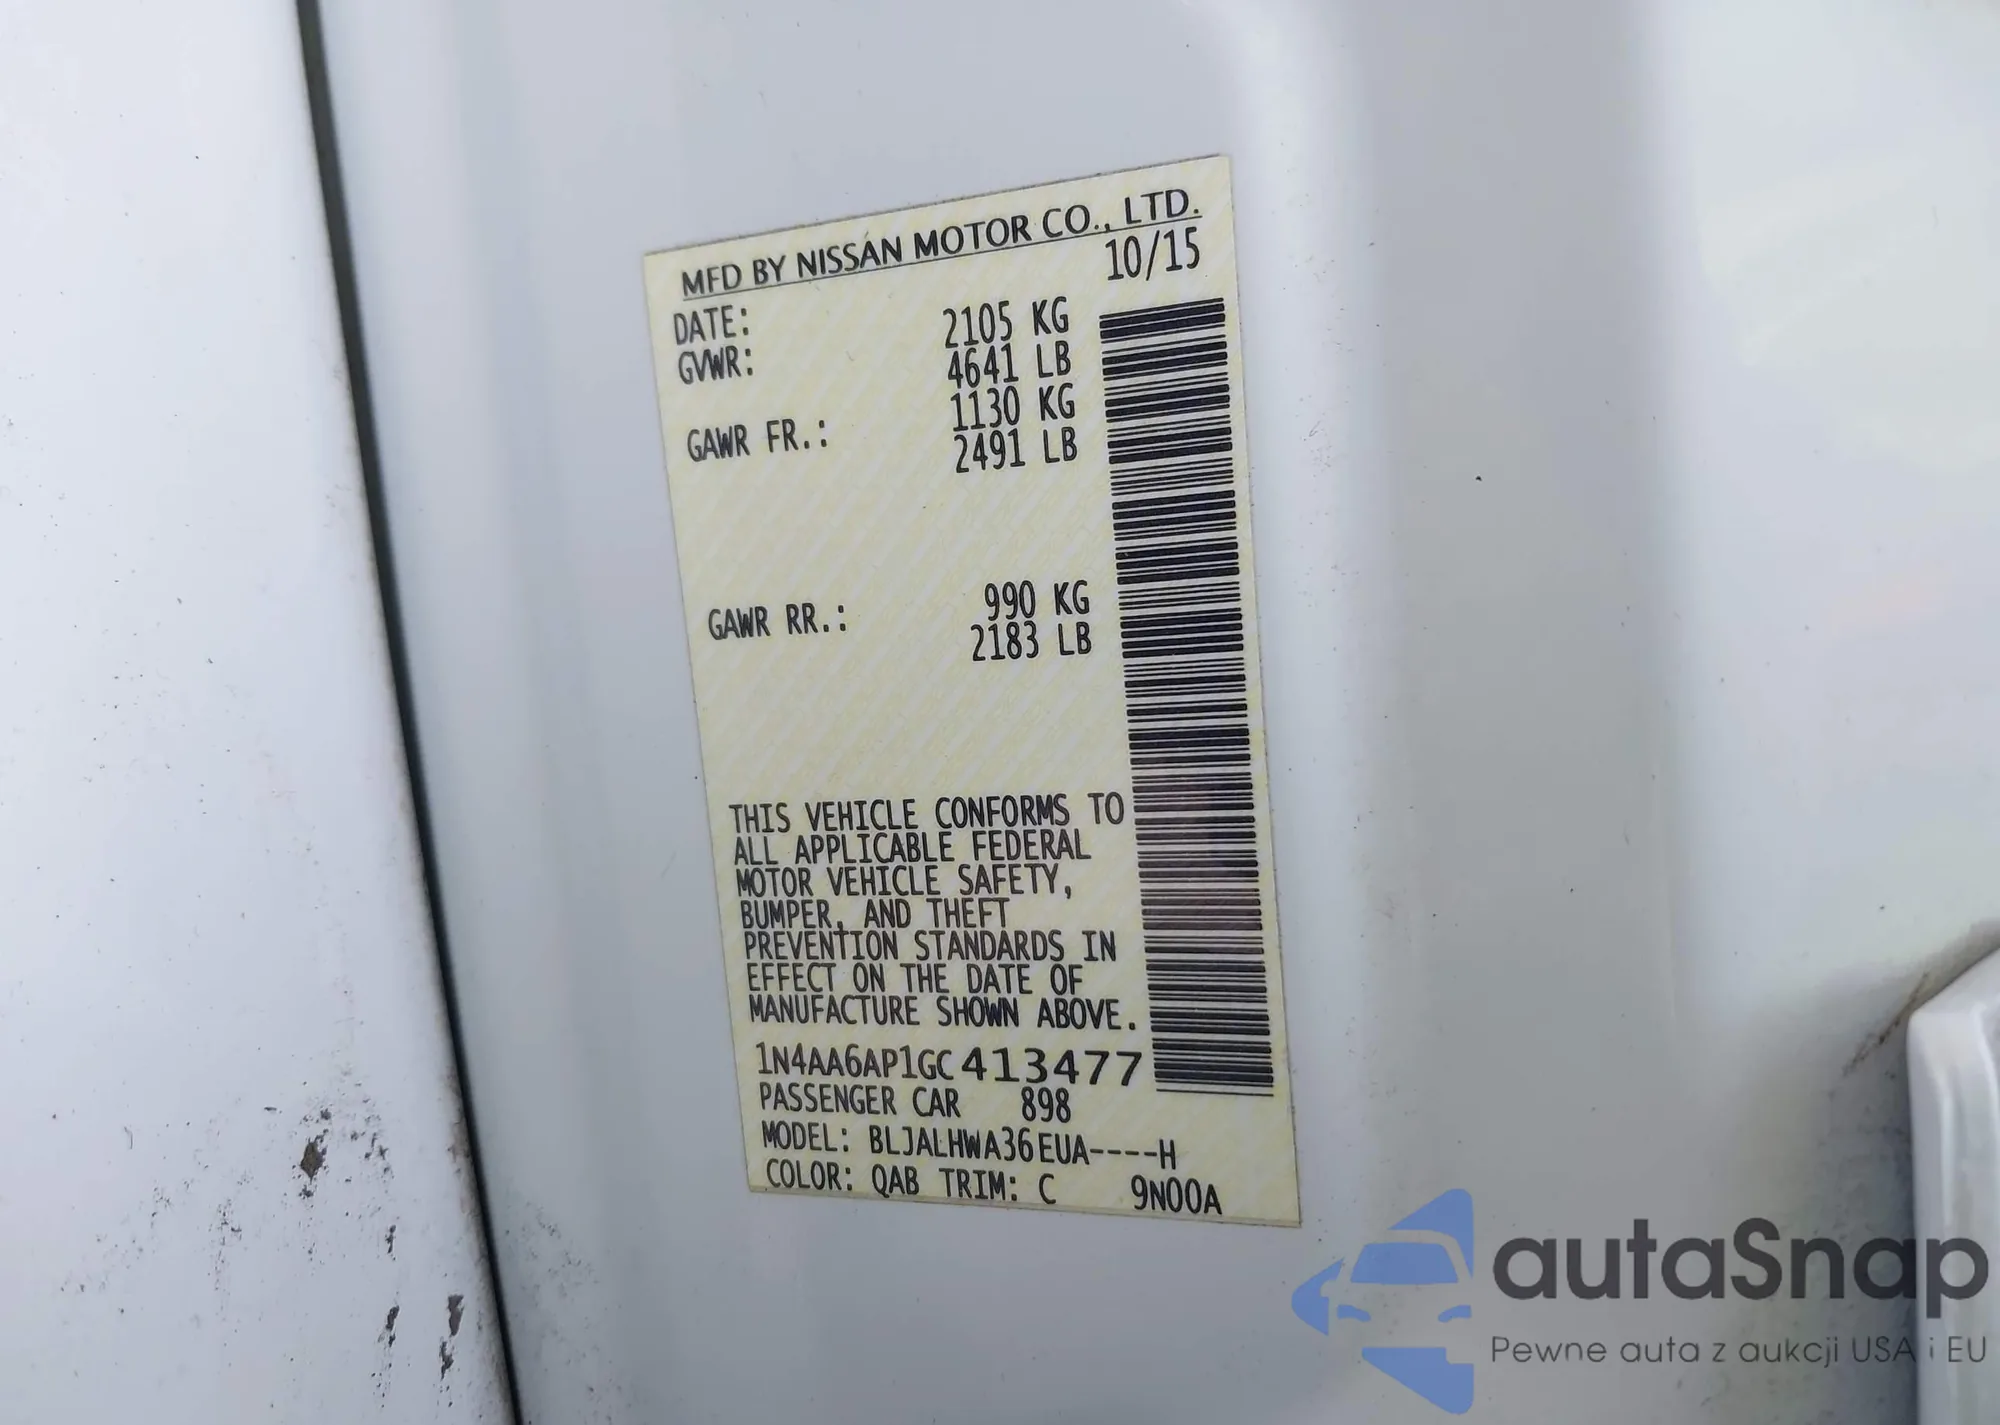 MFD BY NISSAN MOTOR CO., LTD.
DATE: 10/15
GVWR: 2105 KG
4641 LB
GAWR FR.: 1130 KG
2491 LB
GAWR RR.: 990 KG
2183 LB
THIS VEHICLE CONFORMS TO
ALL APPLICABLE FEDERAL
MOTOR VEHICLE SAFETY,
BUMPER, AND THEFT
PREVENTION STANDARDS IN
EFFECT ON THE DATE OF
MANUFACTURE SHOWN ABOVE.
1N4AA6AP1GC413477
PASSENGER CAR 898
MODEL: BLJALHWA36EUA----H
COLOR: QAB TRIM: C 9N00A
autaSnap
Pewne auta z aukcji USA i EU